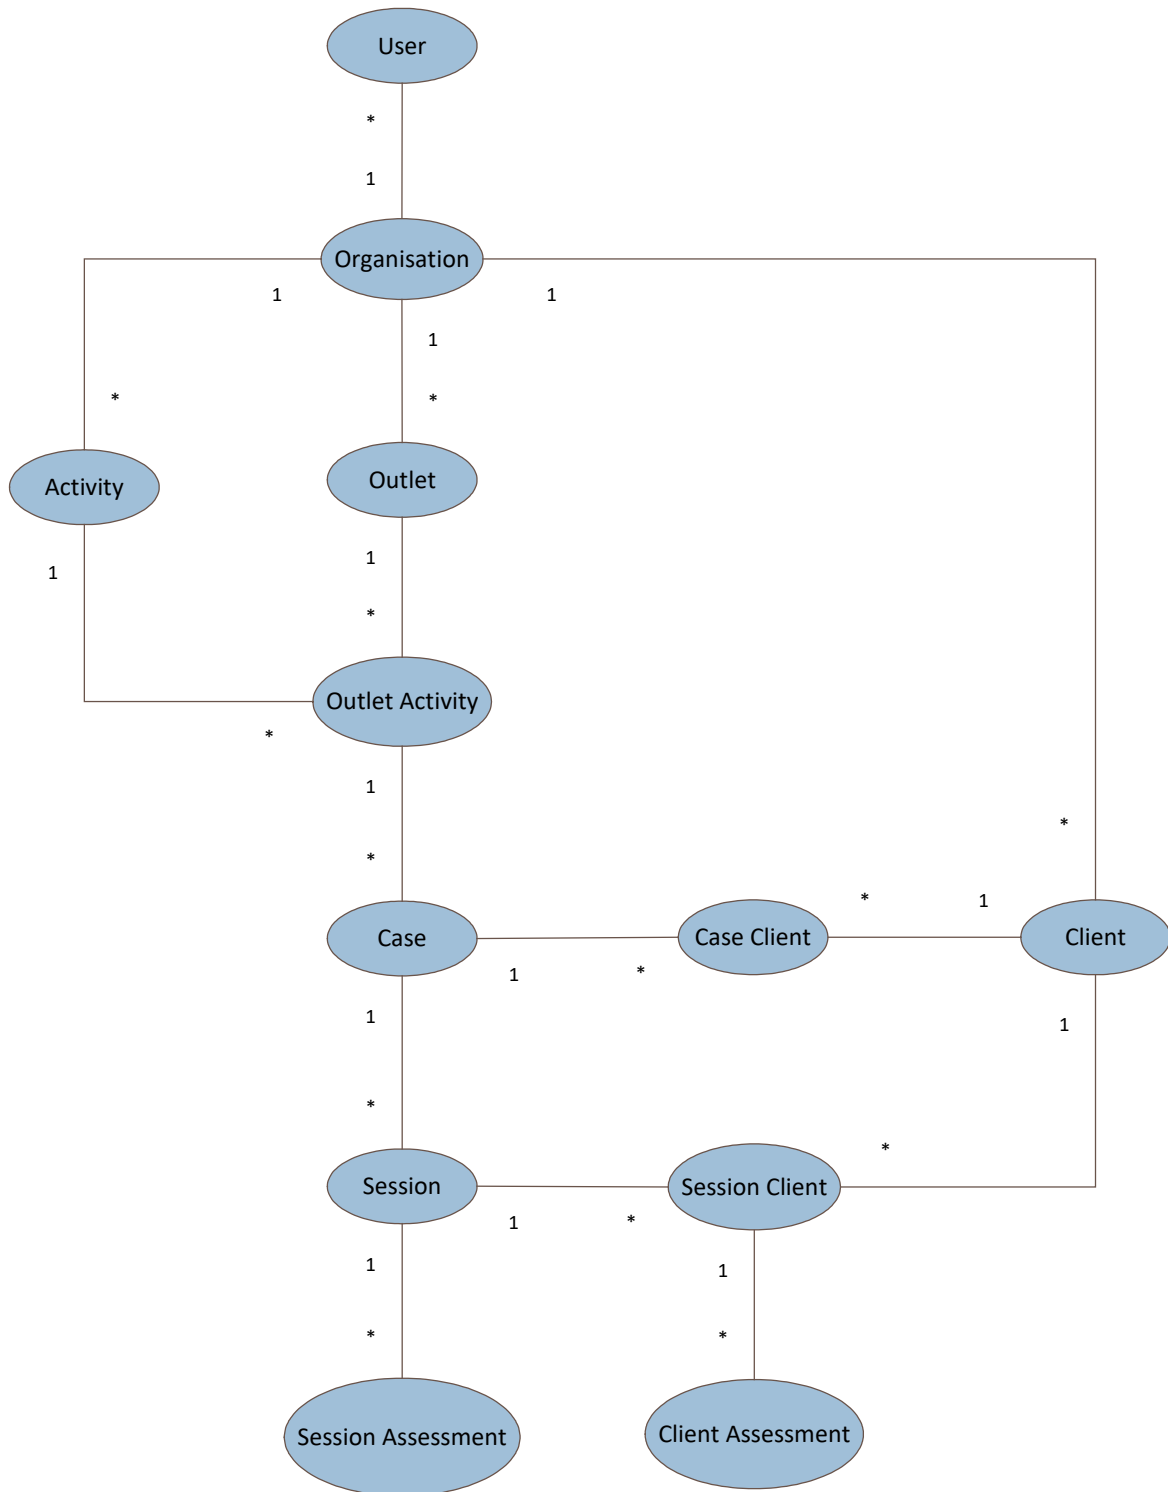 User
*
1
Organisation
1
1
1
*
*
Activity
Outlet
1
1
*
Outlet Activity
*
1
*
*
Case
Case Client
Client
*
1
1
*
1
1
*
*
Session
Session Client
1
*
1
1
*
*
Session Assessment
Client Assessment